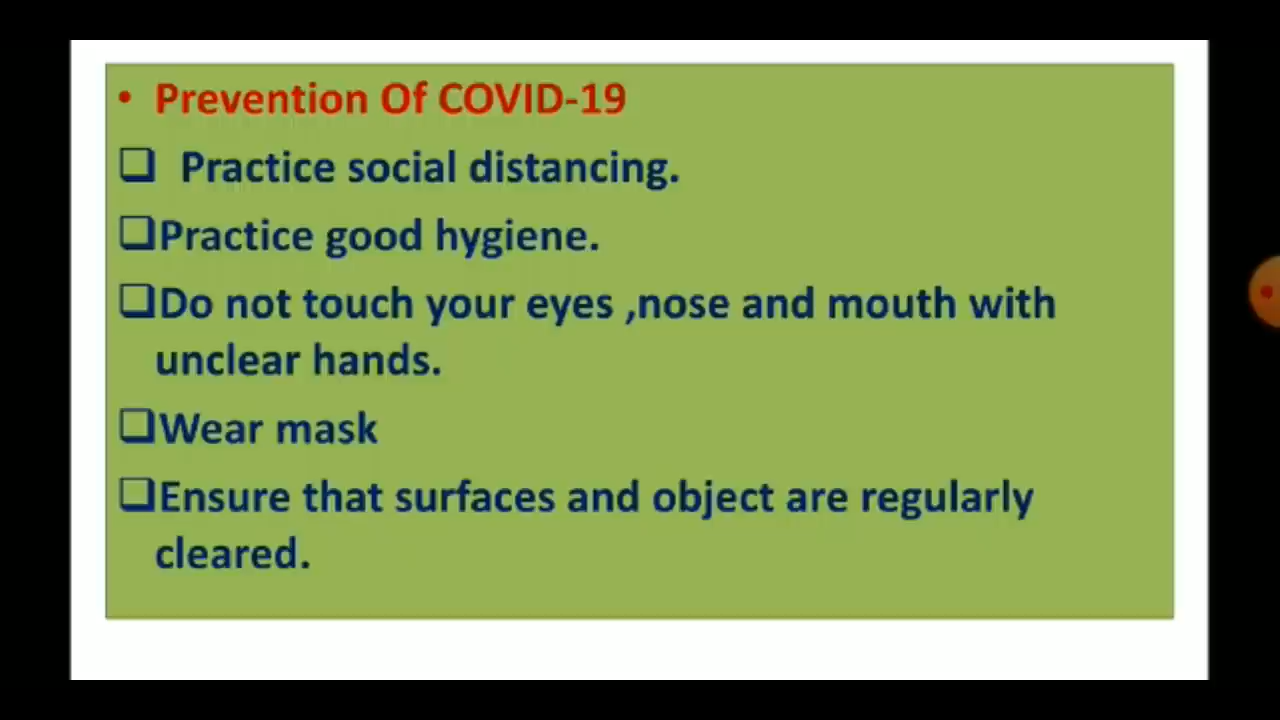 • Prevention Of COVID-19
❑ Practice social distancing.
❑Practice good hygiene.
❑Do not touch your eyes ,nose and mouth with
unclear hands.
❑Wear mask
❑Ensure that surfaces and object are regularly
cleared.